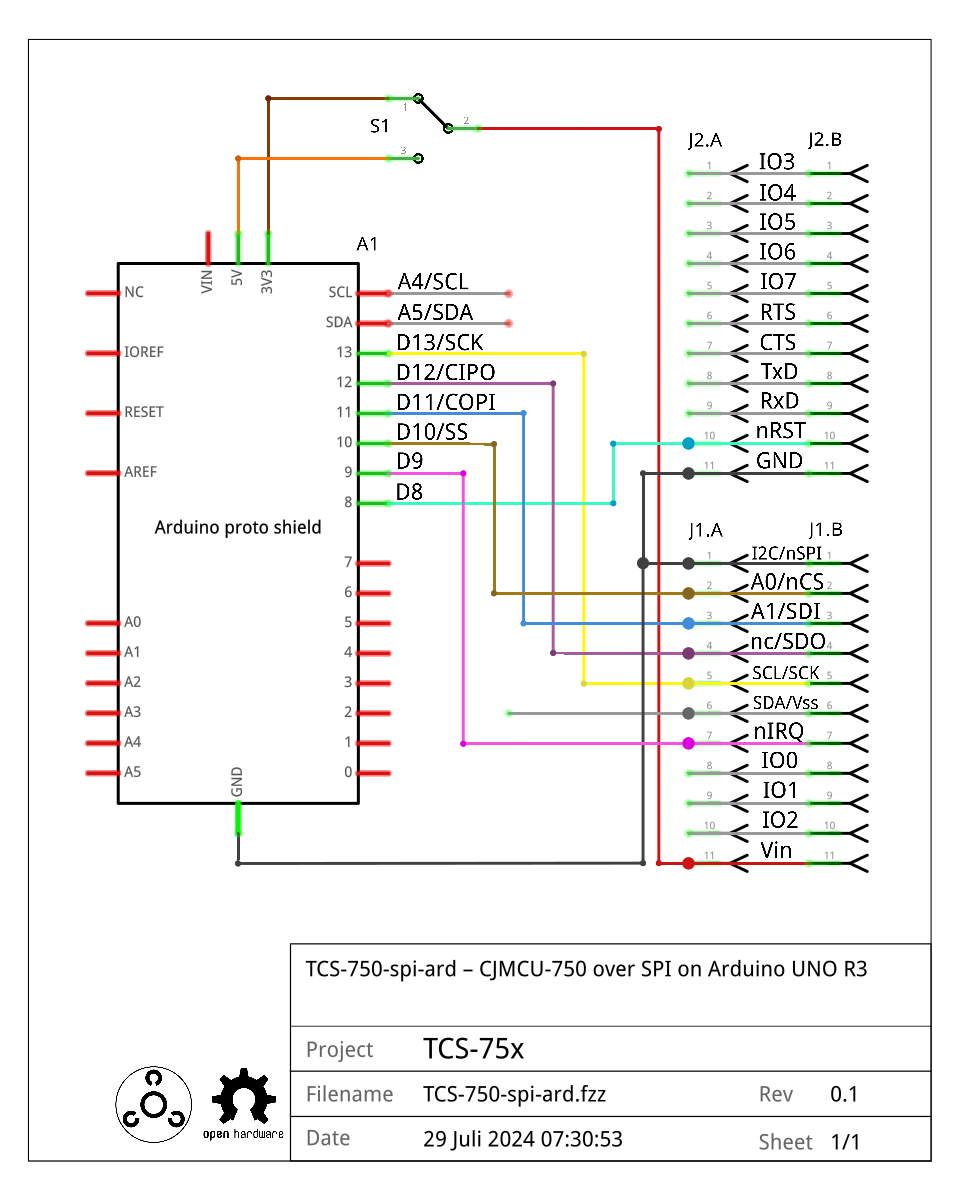 1
S1
2
3
J2.A J2.B
1 IO3 1
2 IO4 2
3 IO5 3
4 IO6 4
5 IO7 5
6 RTS 6
7 CTS 7
8 TxD 8
9 RxD 9
10 nRST 10
11 GND 11
A1
VIN 5V 3V3
NC SCL A4/SCL
SDA A5/SDA
IOREF 13 D13/SCK
12 D12/CIPO
RESET 11 D11/COPI
10 D10/SS
AREF 9 D9
8 D8
Arduino proto shield
7
6
A0 5
A1 4
A2 3
A3 2
A4 1
A5 0
GND
J1.A J1.B
1 I2C/nSPI 1
2 A0/nCS 2
3 A1/SDI 3
4 nc/SDO 4
5 SCL/SCK 5
6 SDA/Vss 6
7 nIRQ 7
8 IO0 8
9 IO1 9
10 IO2 10
11 Vin 11
TCS-750-spi-ard – CJMCU-750 over SPI on Arduino UNO R3
Project TCS-75x
Filename TCS-750-spi-ard.fzz Rev 0.1
Date 29 Juli 2024 07:30:53 Sheet 1/1
open hardware